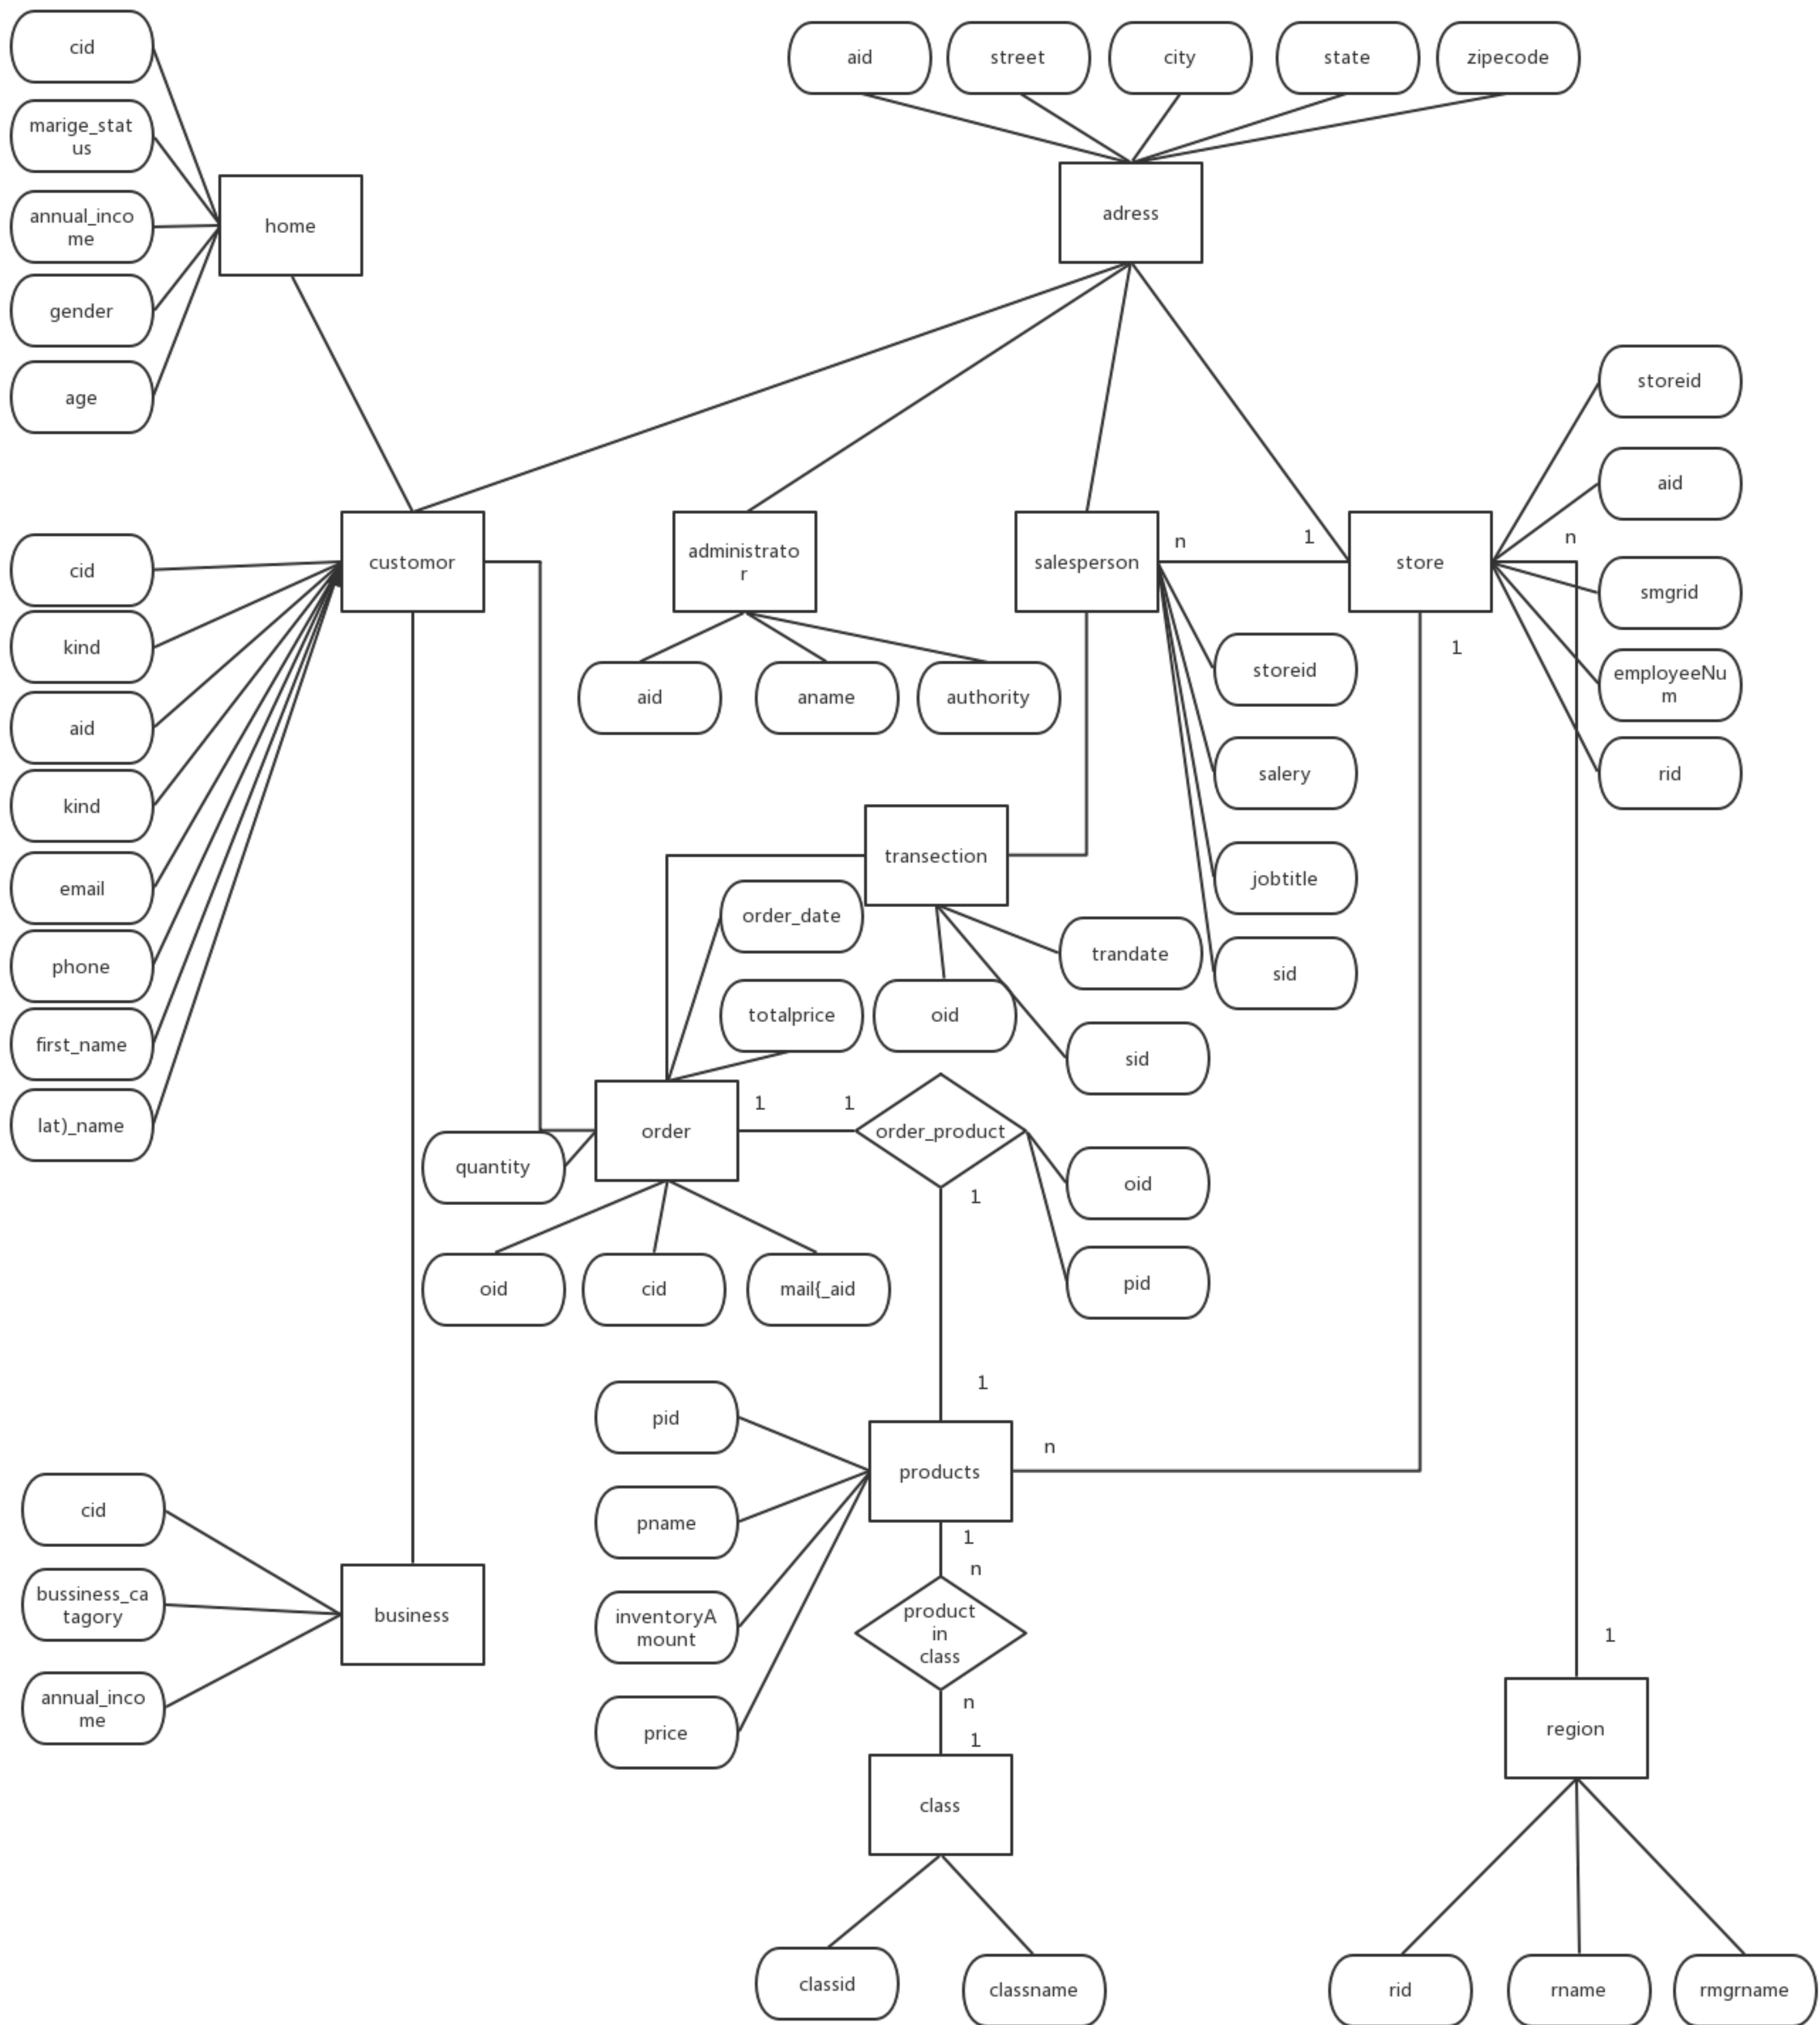 cid
aid
street
city
state
zipecode
marige_stat
us
annual_inco
me
home
adress
gender
age
storeid
aid
cid
customor
administrato
r
salesperson
n
1
store
n
smgrid
kind
1
storeid
employeeNu
m
aid
aid
aname
authority
salery
rid
kind
transection
email
order_date
jobtitle
phone
trandate
sid
first_name
totalprice
oid
sid
lat)_name
order
1
1
order_product
quantity
1
oid
oid
cid
mail{_aid
pid
1
pid
n
products
cid
pname
1
n
bussiness_ca
tagory
business
inventoryA
mount
product
in
class
1
annual_inco
me
price
n
1
region
class
classid
classname
rid
rname
rmgrname